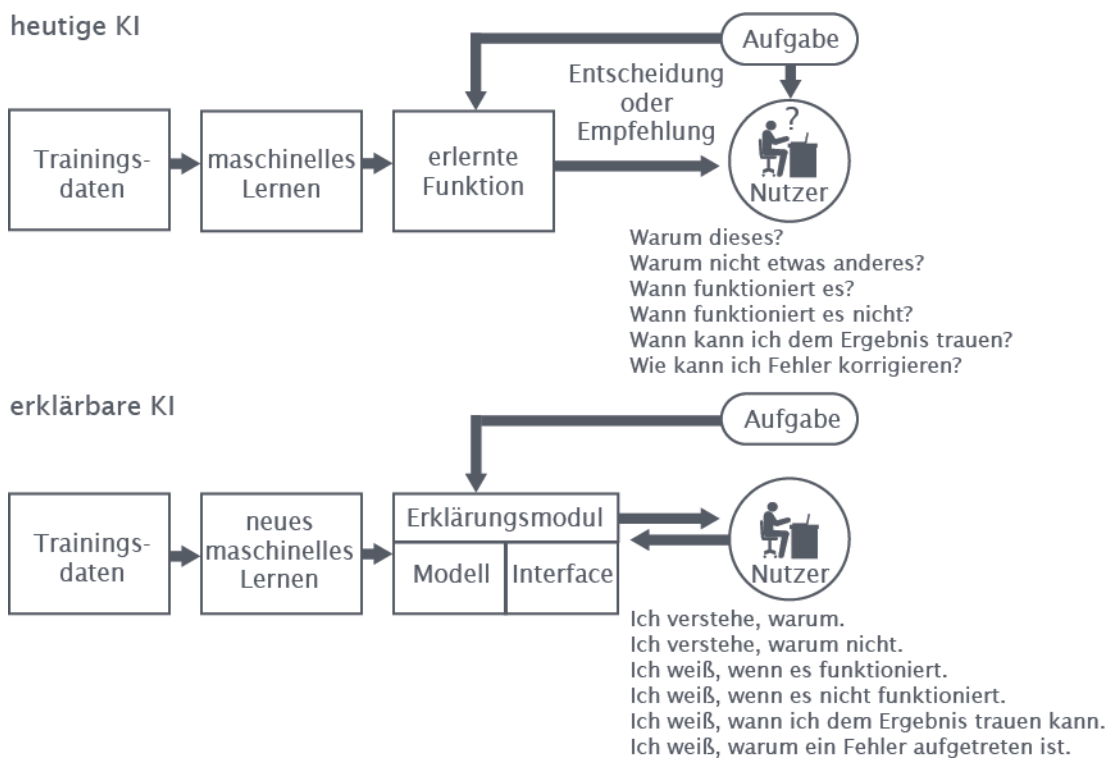 heutige KI
Aufgabe
Entscheidung
oder
Empfehlung
Trainings-
daten
maschinelles
Lernen
erlernte
Funktion
?
Nutzer
Warum dieses?
Warum nicht etwas anderes?
Wann funktioniert es?
Wann funktioniert es nicht?
Wann kann ich dem Ergebnis trauen?
Wie kann ich Fehler korrigieren?
erklärbare KI
Aufgabe
Trainings-
daten
neues
maschinelles
Lernen
Erklärungsmodul
Modell
Interface
Nutzer
Ich verstehe, warum.
Ich verstehe, warum nicht.
Ich weiß, wenn es funktioniert.
Ich weiß, wenn es nicht funktioniert.
Ich weiß, wann ich dem Ergebnis trauen kann.
Ich weiß, warum ein Fehler aufgetreten ist.